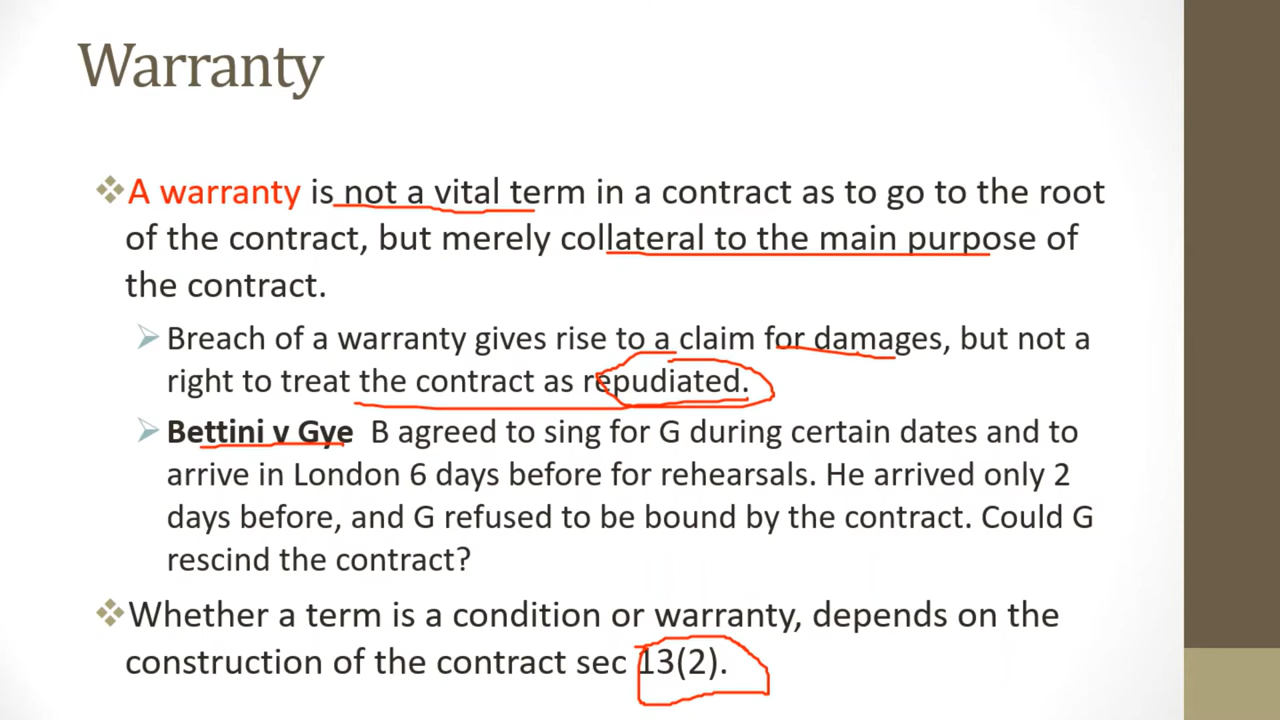 Warranty
A warranty is not a vital term in a contract as to go to the root
of the contract, but merely collateral to the main purpose of
the contract.
Breach of a warranty gives rise to a claim for damages, but not a
right to treat the contract as repudiated.
Bettini v Gye B agreed to sing for G during certain dates and to
arrive in London 6 days before for rehearsals. He arrived only 2
days before, and G refused to be bound by the contract. Could G
rescind the contract?
Whether a term is a condition or warranty, depends on the
construction of the contract sec 13(2).